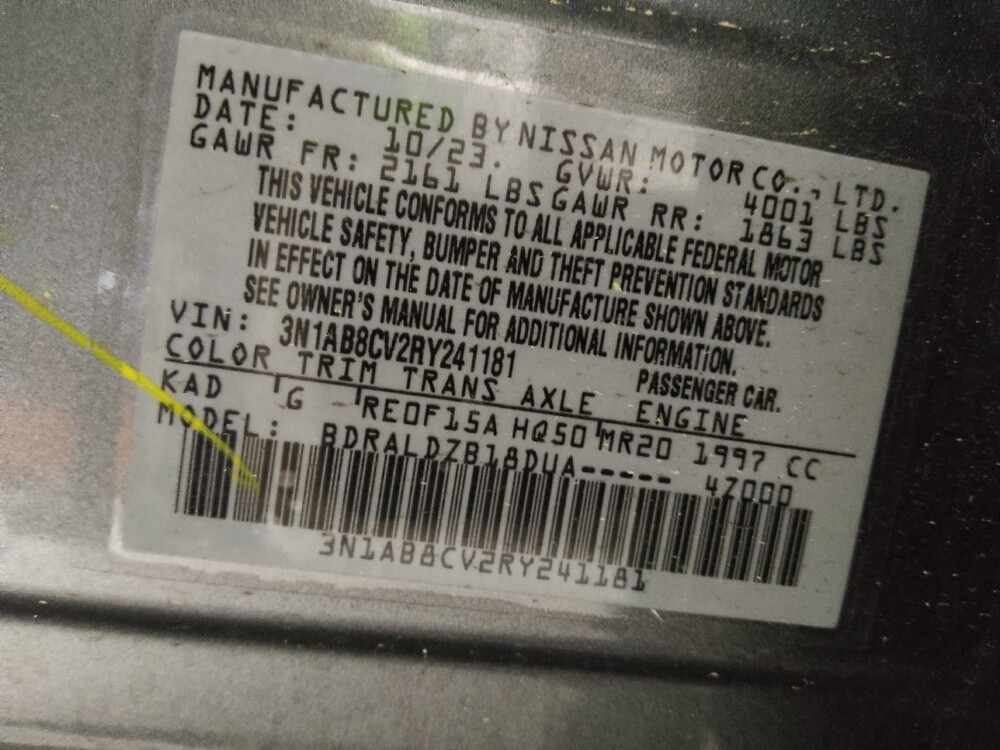 MANUFACTURED BY NISSAN MOTOR CO., LTD.
DATE: 10/23. GVWR: 4001 LBS
GAWR FR: 2161 LBS GAWR RR: 1863 LBS
THIS VEHICLE CONFORMS TO ALL APPLICABLE FEDERAL MOTOR
VEHICLE SAFETY, BUMPER AND THEFT PREVENTION STANDARDS
IN EFFECT ON THE DATE OF MANUFACTURE SHOWN ABOVE.
SEE OWNER'S MANUAL FOR ADDITIONAL INFORMATION.
VIN: 3N1AB8CV2RY241181 PASSENGER CAR.
COLOR TRIM TRANS AXLE ENGINE
KAD G RE0F15A HQ50 MR20 1997 CC
MODEL: BDRALDZB18DUA----- 4Z000
3N1AB8CV2RY241181